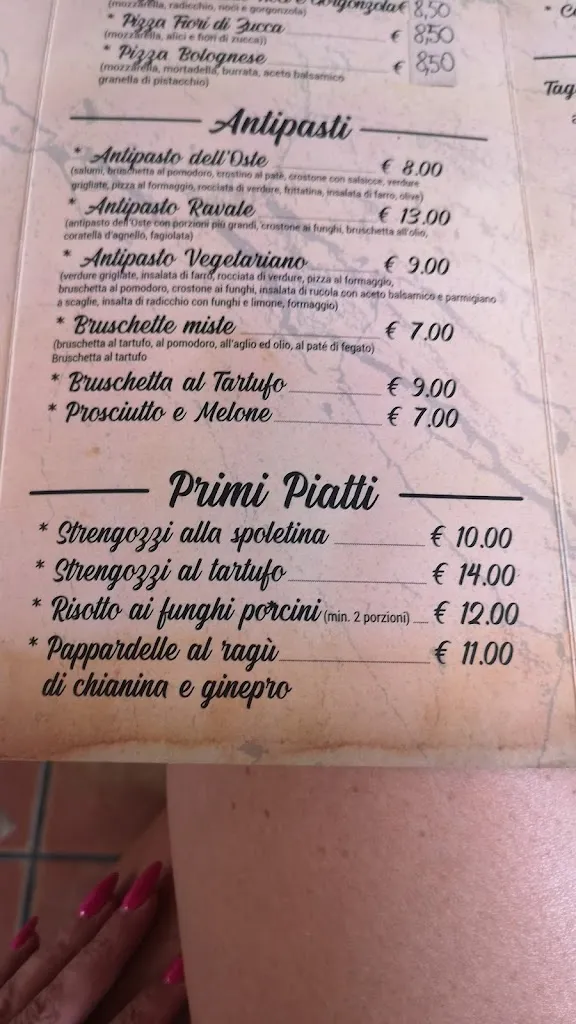 (mozzarella, radicchio, noci e gorgonzola)
Gorgonzola € 8,50
* Pizza Fiori di Zucca € 8,50
(mozzarella, alici e fiori di zucca))
* Pizza Bolognese € 8,50
(mozzarella, mortadella, burrata, aceto balsamico
granella di pistacchio)
Antipasti
* Antipasto dell'Oste € 8.00
(salumi, bruschetta al pomodoro, crostino al patè, crostone con salsicce, verdure
grigliate, pizza al formaggio, rocciata di verdure, frittatina, insalata di farro, olive)
* Antipasto Ravale € 13.00
(antipasto dell'Oste con porzioni più grandi, crostone ai funghi, bruschetta all'olio,
coratella d'agnello, fagiolata)
* Antipasto Vegetariano € 9.00
(verdure grigliate, insalata di farro, rocciata di verdure, pizza al formaggio,
bruschetta al pomodoro, crostone ai funghi, insalata di rucola con aceto balsamico e parmigiano
a scaglie, insalta di radicchio con funghi e limone, formaggio)
* Bruschette miste € 7.00
(bruschetta al tartufo, al pomodoro, all'aglio ed olio, al paté di fegato)
Bruschetta al tartufo
* Bruschetta al Tartufo € 9.00
* Prosciutto e Melone € 7.00
Primi Piatti
* Strengozzi alla spoletina € 10.00
* Strengozzi al tartufo € 14.00
* Risotto ai funghi porcini (min. 2 porzioni) € 12.00
* Pappardelle al ragù € 11.00
di chianina e ginepro
Tag